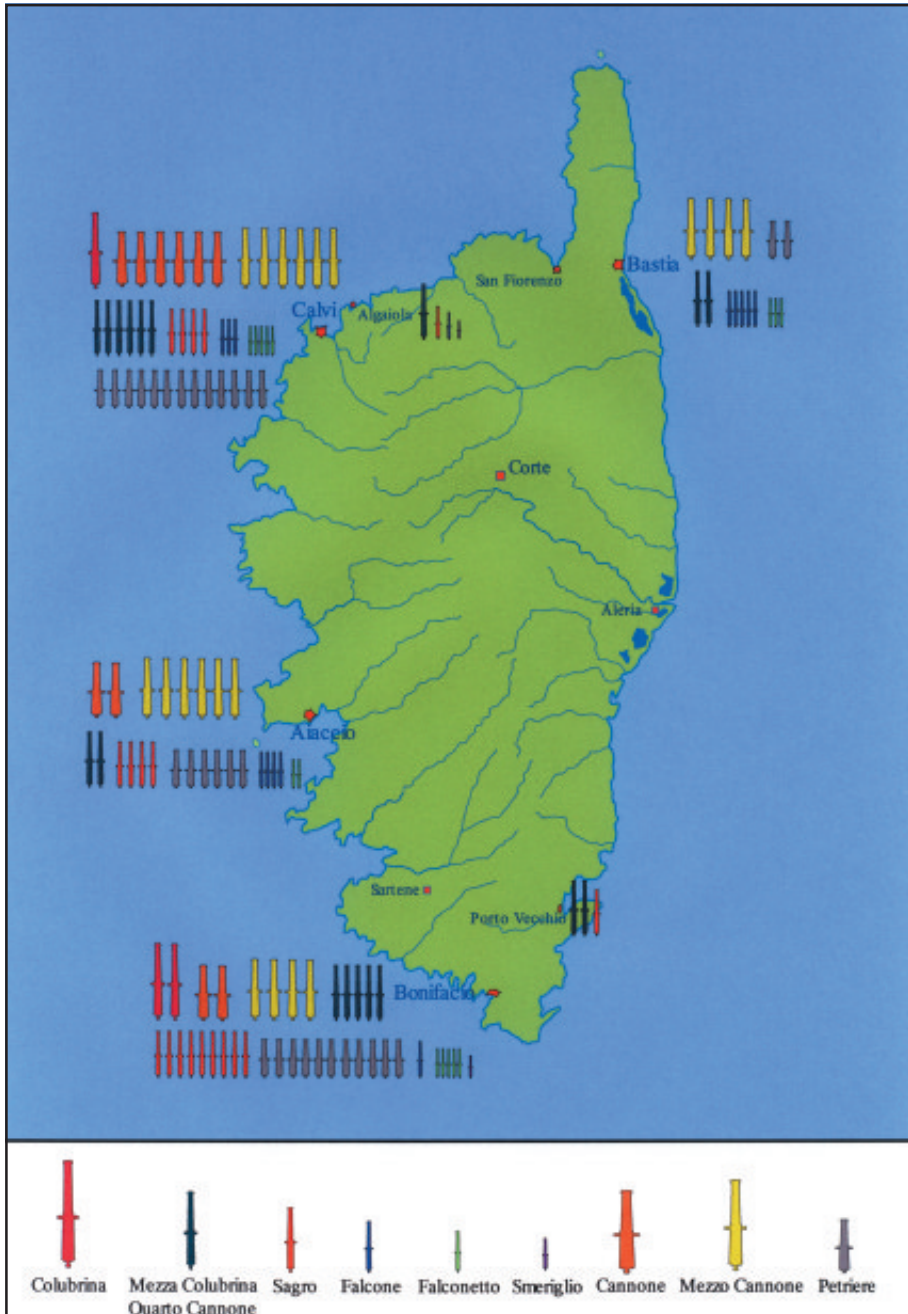 San Fiorenzo
Bastia
Calvi
Algaiola
Corte
Aleria
Aiaccio
Sartene
Porto Vecchio
Bonifacio
Colubrina
Mezza Colubrina
Quarto Cannone
Sagro
Falcone
Falconetto
Smeriglio
Cannone
Mezzo Cannone
Petriere